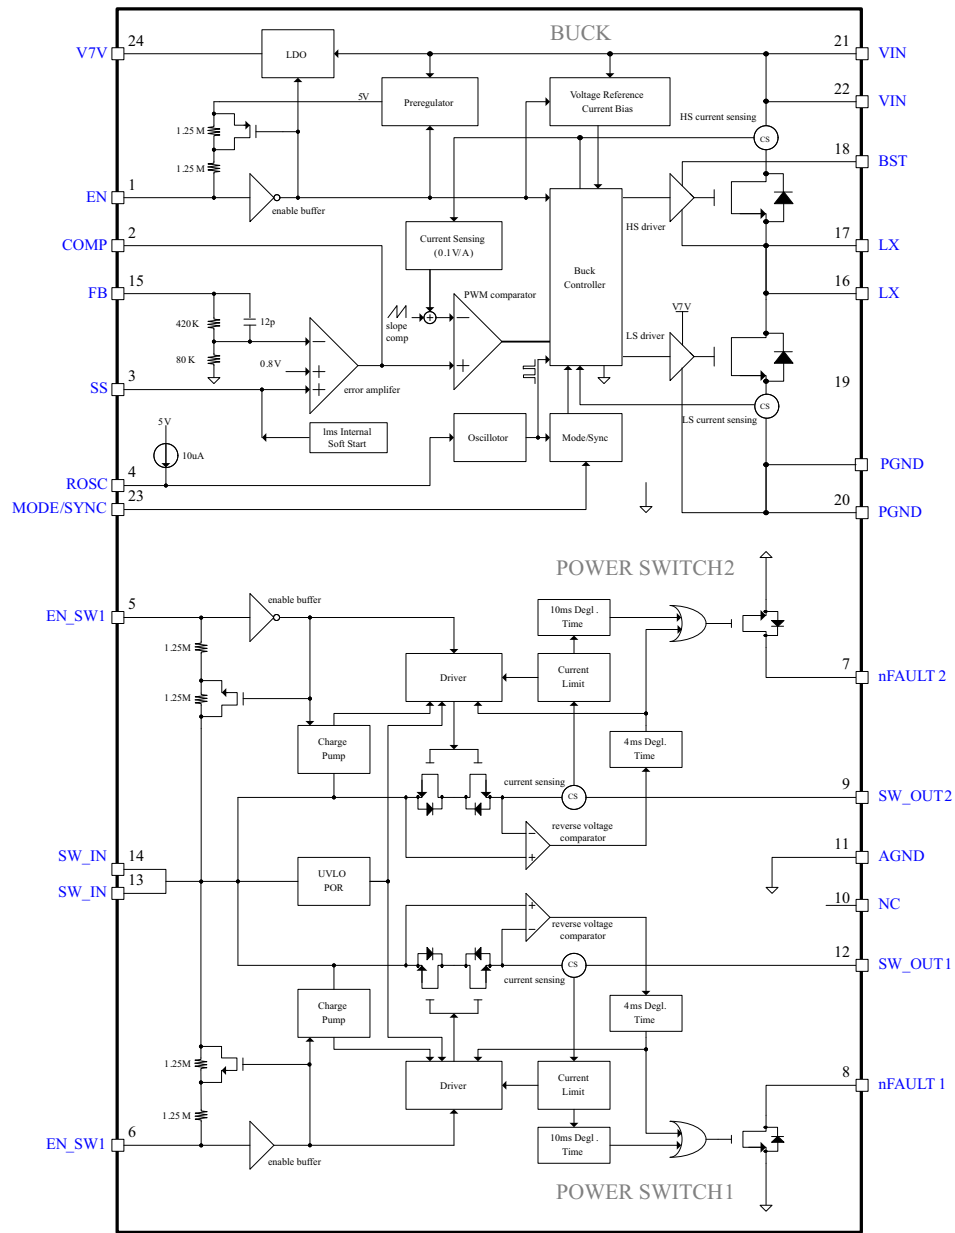 BUCK
24
V7V
LDO
21
VIN
5V
Preregulator
Voltage Reference
Current Bias
22
VIN
HS current sensing
CS
1.25 M
1.25 M
18
BST
1
EN
enable buffer
HS driver
2
COMP
Current Sensing
(0.1V/A)
Buck
Controller
17
LX
15
FB
PWM comparator
16
LX
slope
comp
V7V
LS driver
420K
12p
80 K
0.8V
error amplifer
3
SS
19
CS
LS current sensing
1ms Internal
Soft Start
Oscillotor
Mode/Sync
5V
10uA
4
ROSC
PGND
23
MODE/SYNC
20
PGND
POWER SWITCH2
5
EN_SW1
enable buffer
10ms Degl .
Time
1.25M
1.25M
Driver
Current
Limit
7
nFAULT 2
Charge
Pump
4ms Degl.
Time
current sensing
CS
9
SW_OUT2
reverse voltage
comparator
14
SW_IN
13
SW_IN
UVLO
POR
11
AGND
10
NC
reverse voltage
comparator
12
SW_OUT1
CS
current sensing
Charge
Pump
4ms Degl.
Time
1.25M
1.25 M
Driver
Current
Limit
8
nFAULT 1
6
EN_SW1
enable buffer
10ms Degl .
Time
POWER SWITCH1